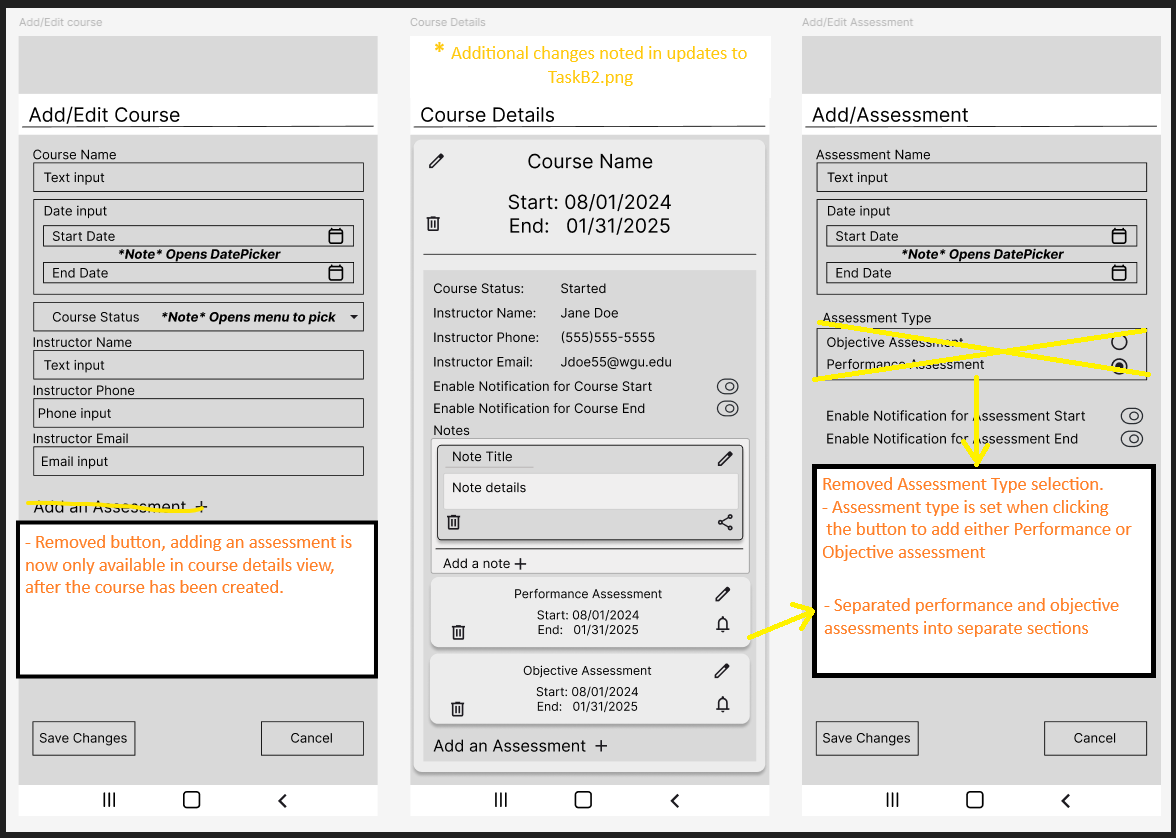 Add/Edit course
Add/Edit Course
Course Name
Text input
Date input
Start Date
*Note* Opens DatePicker
End Date
Course Status *Note* Opens menu to pick
Instructor Name
Text input
Instructor Phone
Phone input
Instructor Email
Email input
Add an Assessment +
- Removed button, adding an assessment is
now only available in course details view,
after the course has been created.
Save Changes
Cancel
Course Details
* Additional changes noted in updates to
TaskB2.png
Course Details
Course Name
Start: 08/01/2024
End: 01/31/2025
Course Status: Started
Instructor Name: Jane Doe
Instructor Phone: (555)555-5555
Instructor Email: Jdoe55@wgu.edu
Enable Notification for Course Start
Enable Notification for Course End
Notes
Note Title
Note details
Add a note +
Performance Assessment
Start: 08/01/2024
End: 01/31/2025
Objective Assessment
Start: 08/01/2024
End: 01/31/2025
Add an Assessment +
Add/Edit Assessment
Add/Assessment
Assessment Name
Text input
Date input
Start Date
*Note* Opens DatePicker
End Date
Assessment Type
Objective Assessment
Performance Assessment
Enable Notification for Assessment Start
Enable Notification for Assessment End
Removed Assessment Type selection.
- Assessment type is set when clicking
the button to add either Performance or
Objective assessment
- Separated performance and objective
assessments into separate sections
Save Changes
Cancel